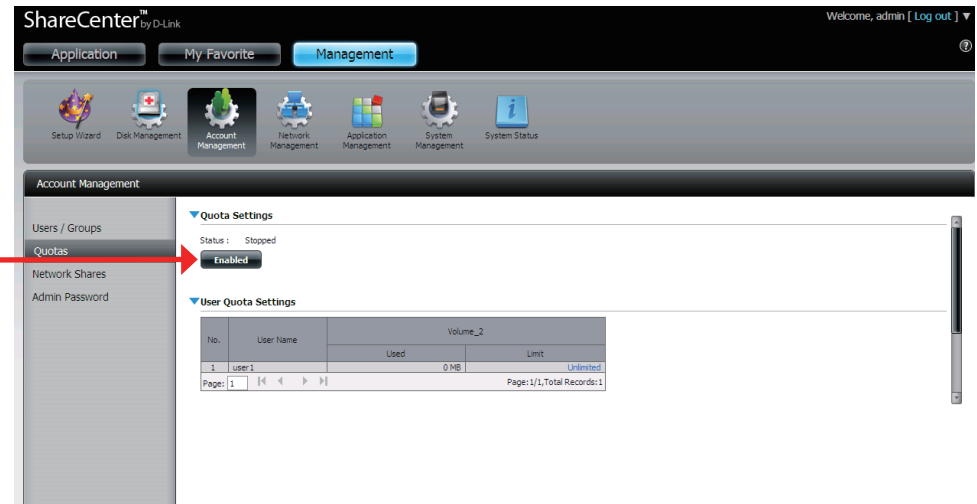 ShareCenter™ by D-Link
Welcome, admin [ Log out ] ▼
Application My Favorite Management
?
Setup Wizard Disk Management Account Management Network Management Application Management System Management System Status
Account Management
Users / Groups
Quotas
Network Shares
Admin Password
Quota Settings
Status : Stopped
Enabled
User Quota Settings
No. User Name Volume_2
Used Limit
1 user1 0 MB Unlimited
Page: 1 Page:1/1,Total Records:1